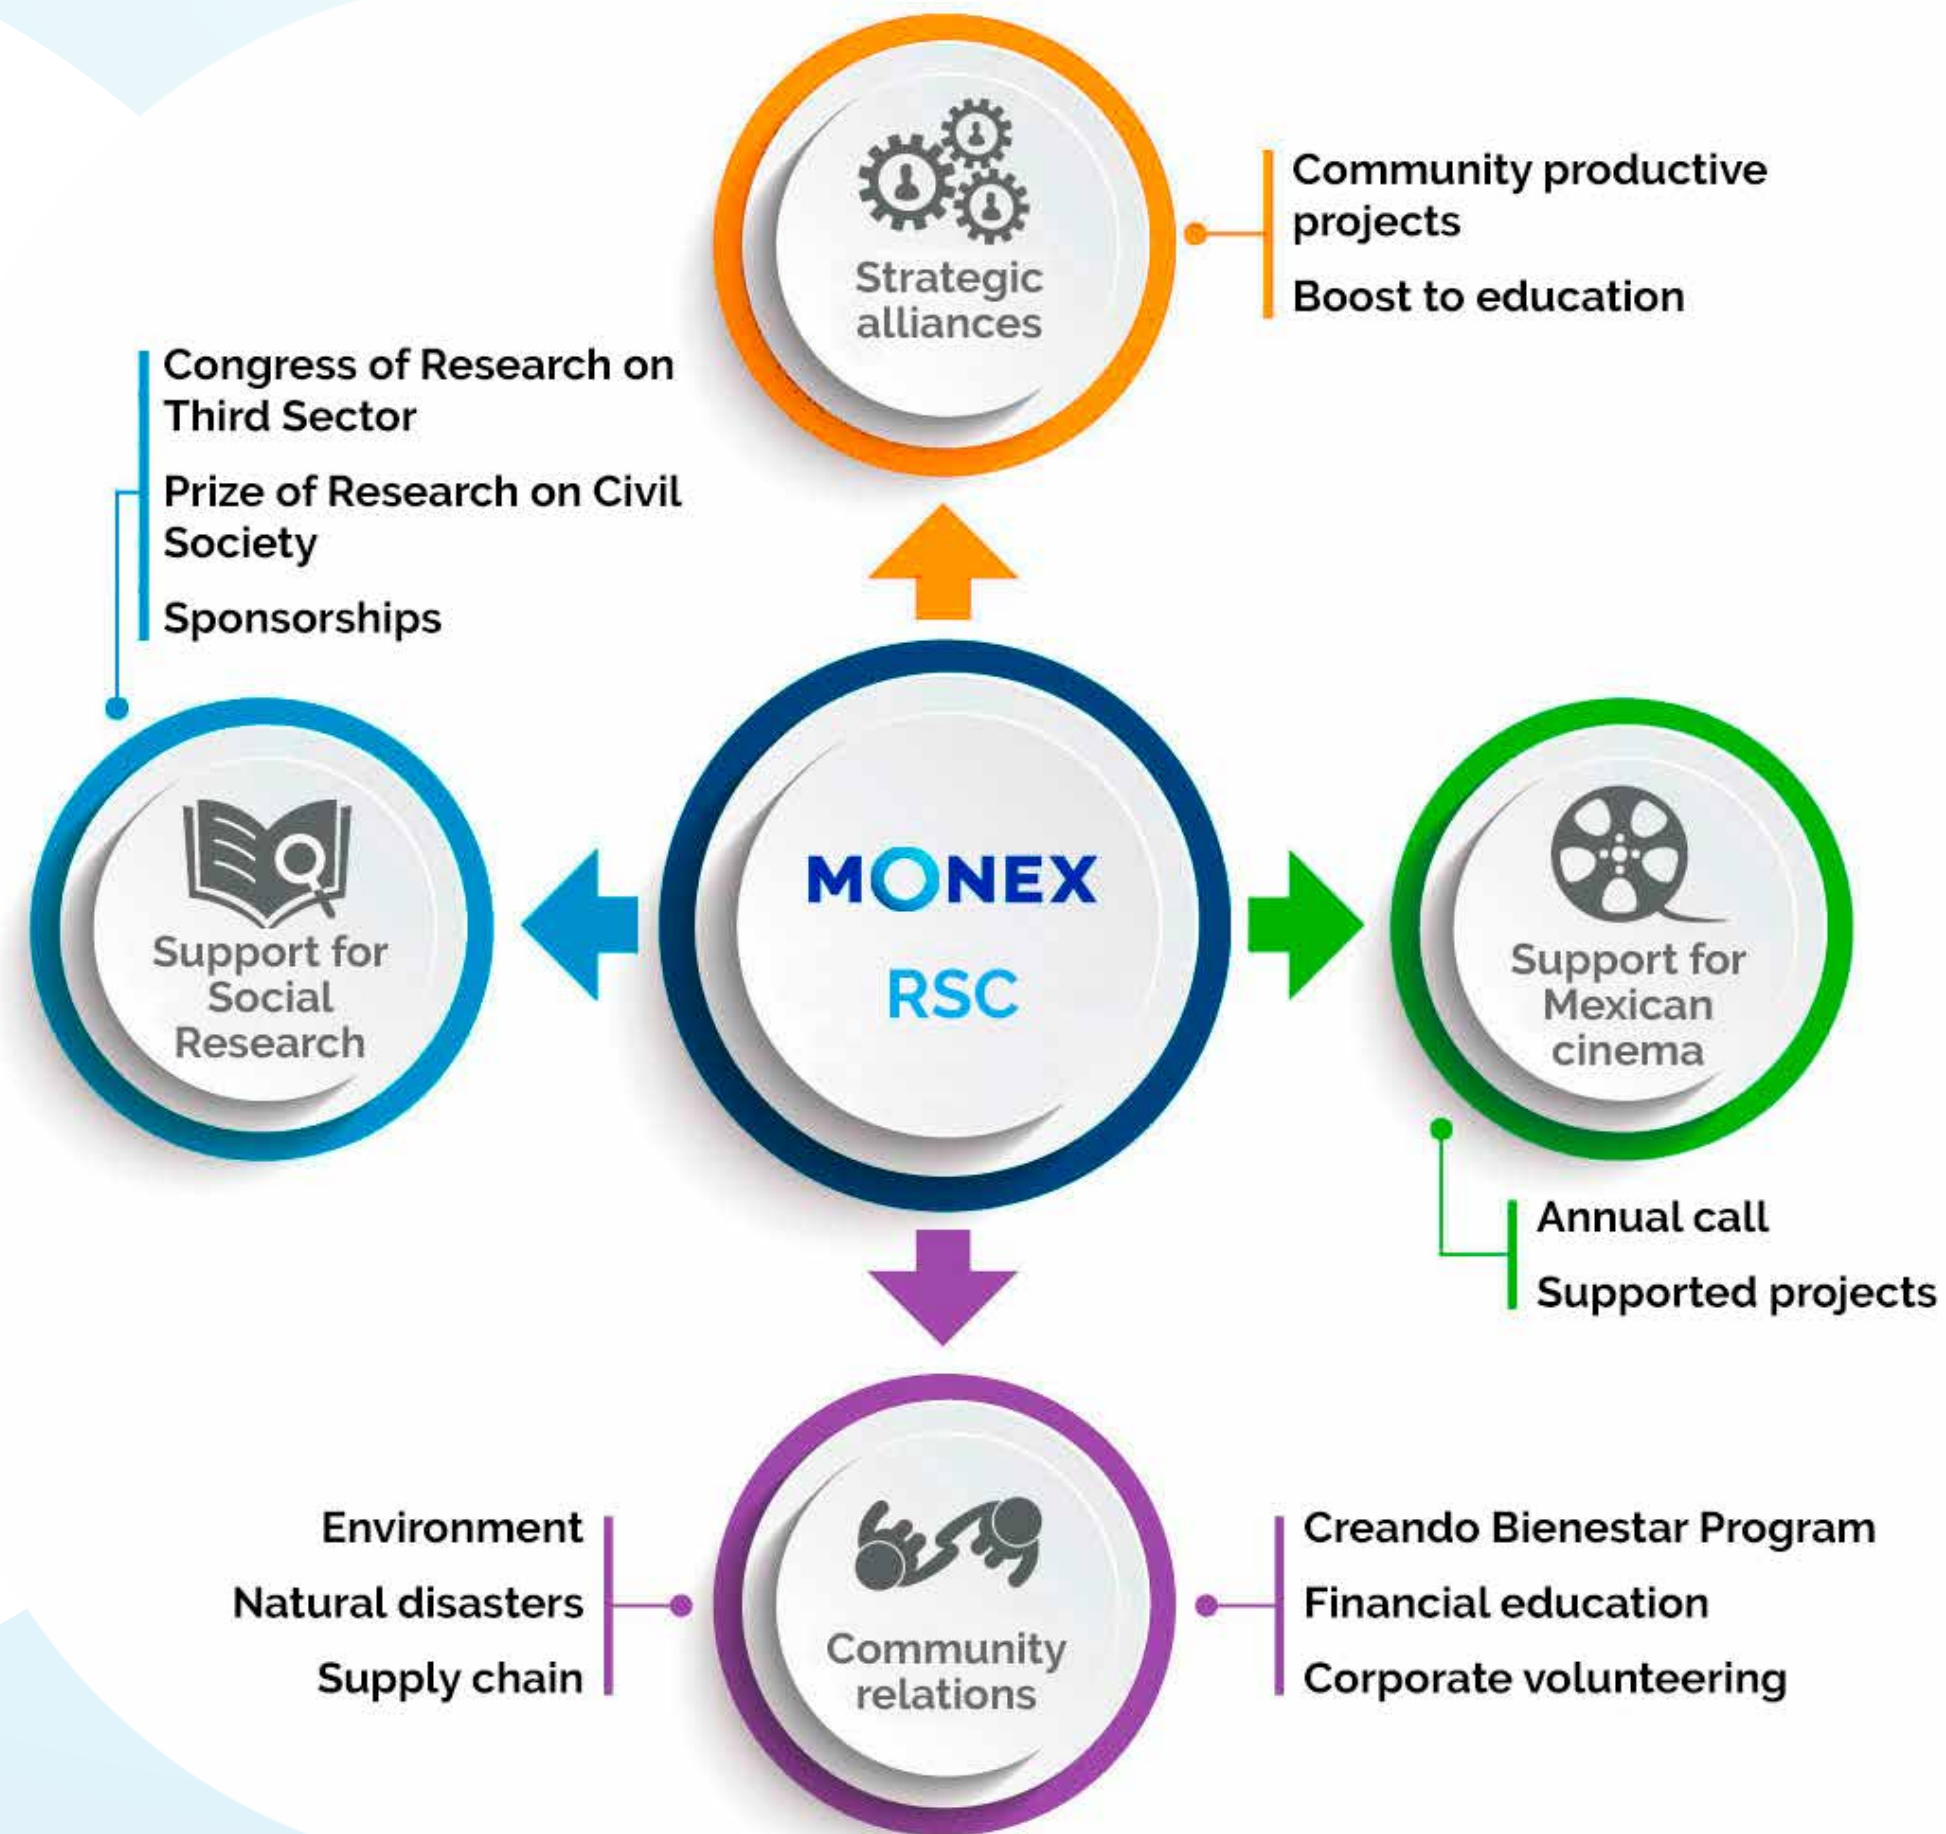 Strategic
alliances
Community productive
projects
Boost to education
Congress of Research on
Third Sector
Prize of Research on Civil
Society
Sponsorships
Support for
Social
Research
MONEX
RSC
Support for
Mexican
cinema
Annual call
Supported projects
Environment
Natural disasters
Supply chain
Community
relations
Creando Bienestar Program
Financial education
Corporate volunteering